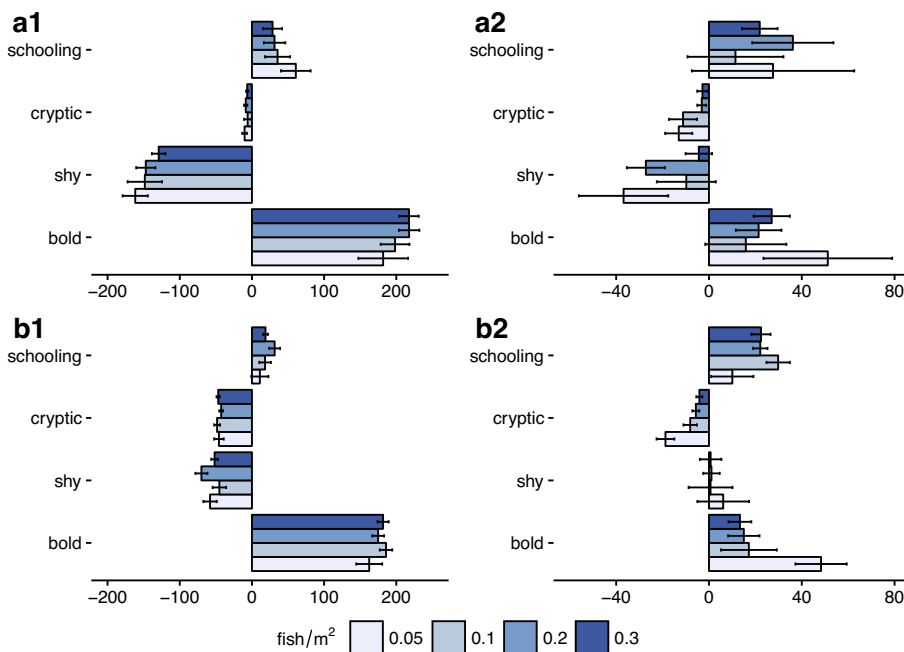 a1
schooling
cryptic
shy
bold
−200 −100 0 100 200
a2
schooling
cryptic
shy
bold
−40 0 40 80
b1
schooling
cryptic
shy
bold
−200 −100 0 100 200
b2
schooling
cryptic
shy
bold
−40 0 40 80
fish/m² 0.05 0.1 0.2 0.3